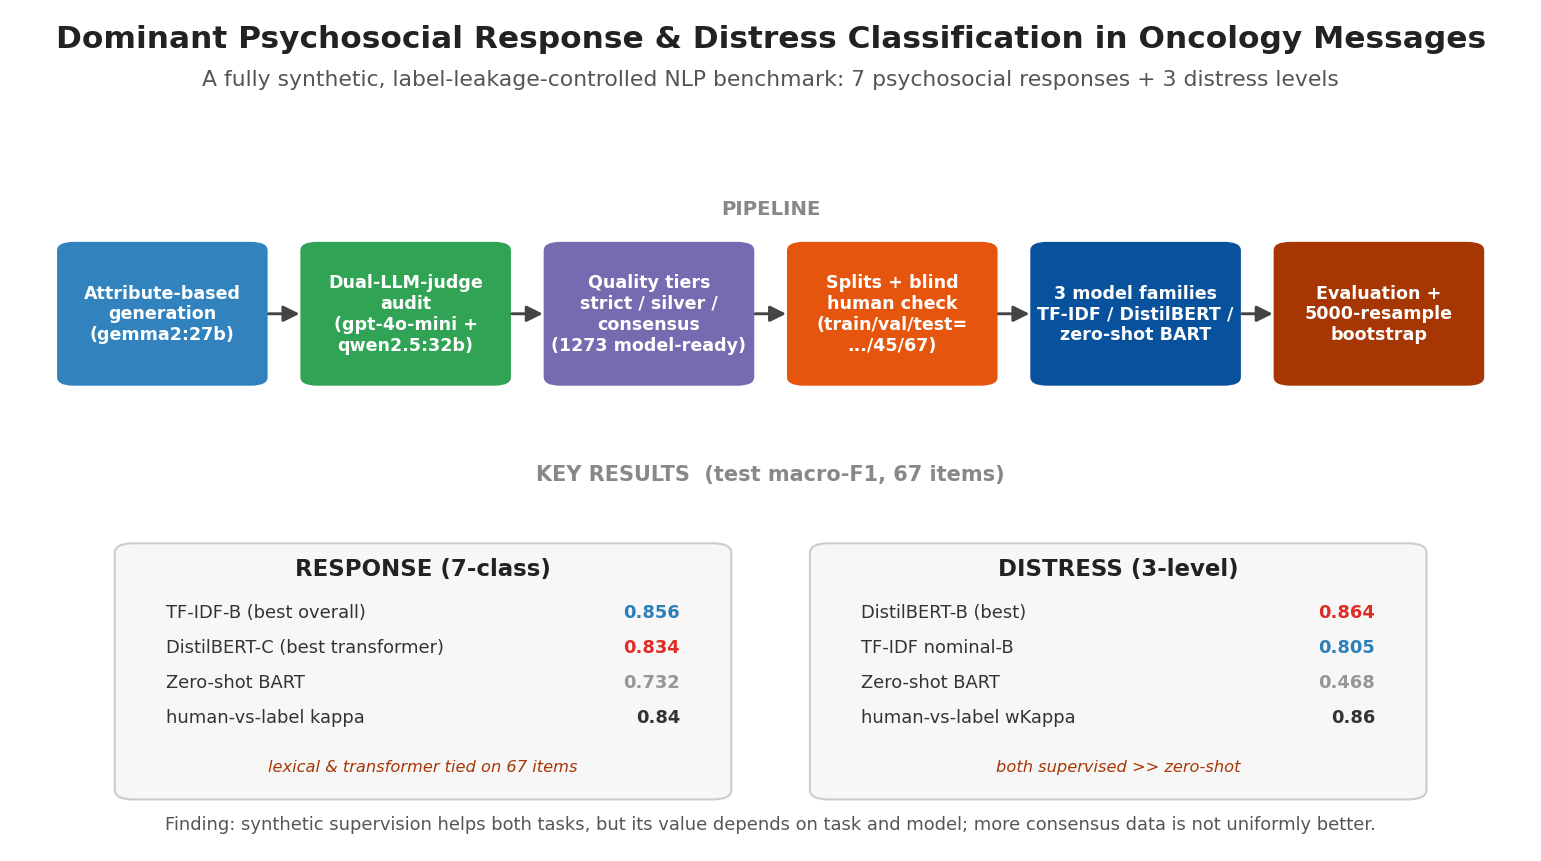 Dominant Psychosocial Response & Distress Classification in Oncology Messages
A fully synthetic, label-leakage-controlled NLP benchmark: 7 psychosocial responses + 3 distress levels
PIPELINE
Attribute-based
generation
(gemma2:27b)
Dual-LLM-judge
audit
(gpt-4o-mini +
qwen2.5:32b)
Quality tiers
strict / silver /
consensus
(1273 model-ready)
Splits + blind
human check
(train/val/test=
.../45/67)
3 model families
TF-IDF / DistilBERT /
zero-shot BART
Evaluation +
5000-resample
bootstrap
KEY RESULTS (test macro-F1, 67 items)
RESPONSE (7-class)
TF-IDF-B (best overall) 0.856
DistilBERT-C (best transformer) 0.834
Zero-shot BART 0.732
human-vs-label kappa 0.84
lexical & transformer tied on 67 items
DISTRESS (3-level)
DistilBERT-B (best) 0.864
TF-IDF nominal-B 0.805
Zero-shot BART 0.468
human-vs-label wKappa 0.86
both supervised >> zero-shot
Finding: synthetic supervision helps both tasks, but its value depends on task and model; more consensus data is not uniformly better.